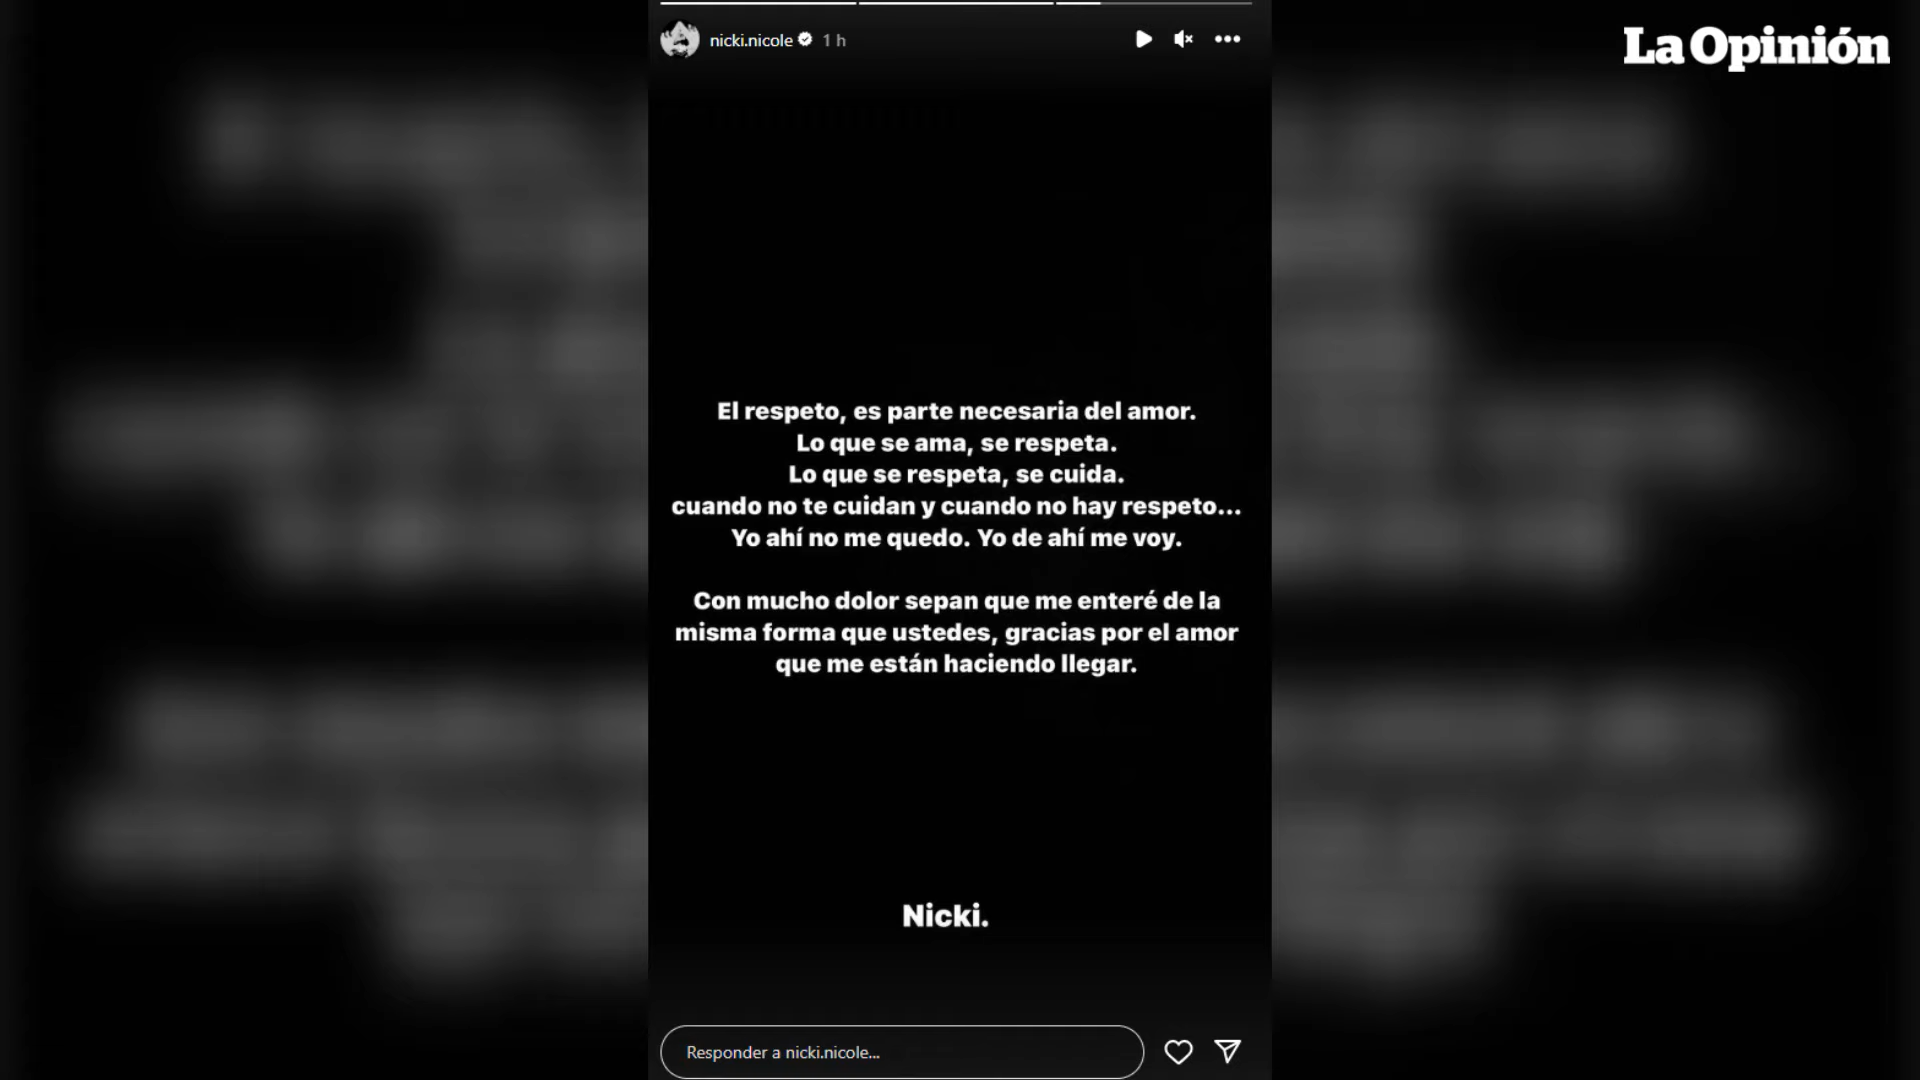 nicki.nicole 1 h
La Opinión
El respeto, es parte necesaria del amor.
Lo que se ama, se respeta.
Lo que se respeta, se cuida.
cuando no te cuidan y cuando no hay respeto...
Yo ahí no me quedo. Yo de ahí me voy.
Con mucho dolor sepan que me enteré de la
misma forma que ustedes, gracias por el amor
que me están haciendo llegar.
Nicki.
Responder a nicki.nicole...